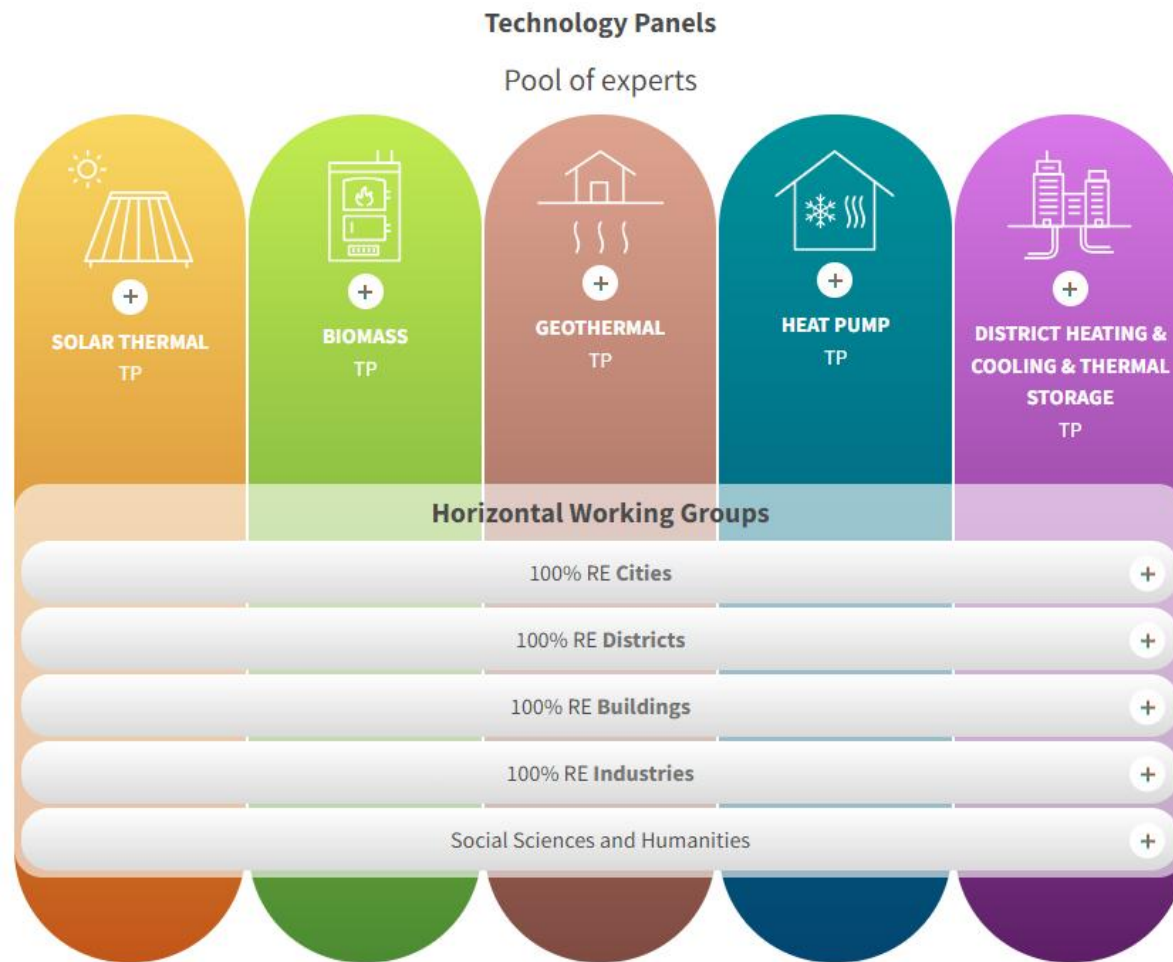 Technology Panels
Pool of experts
SOLAR THERMAL
TP
BIOMASS
TP
GEOTHERMAL
TP
HEAT PUMP
TP
DISTRICT HEATING &
COOLING & THERMAL
STORAGE
TP
Horizontal Working Groups
100% RE Cities
100% RE Districts
100% RE Buildings
100% RE Industries
Social Sciences and Humanities